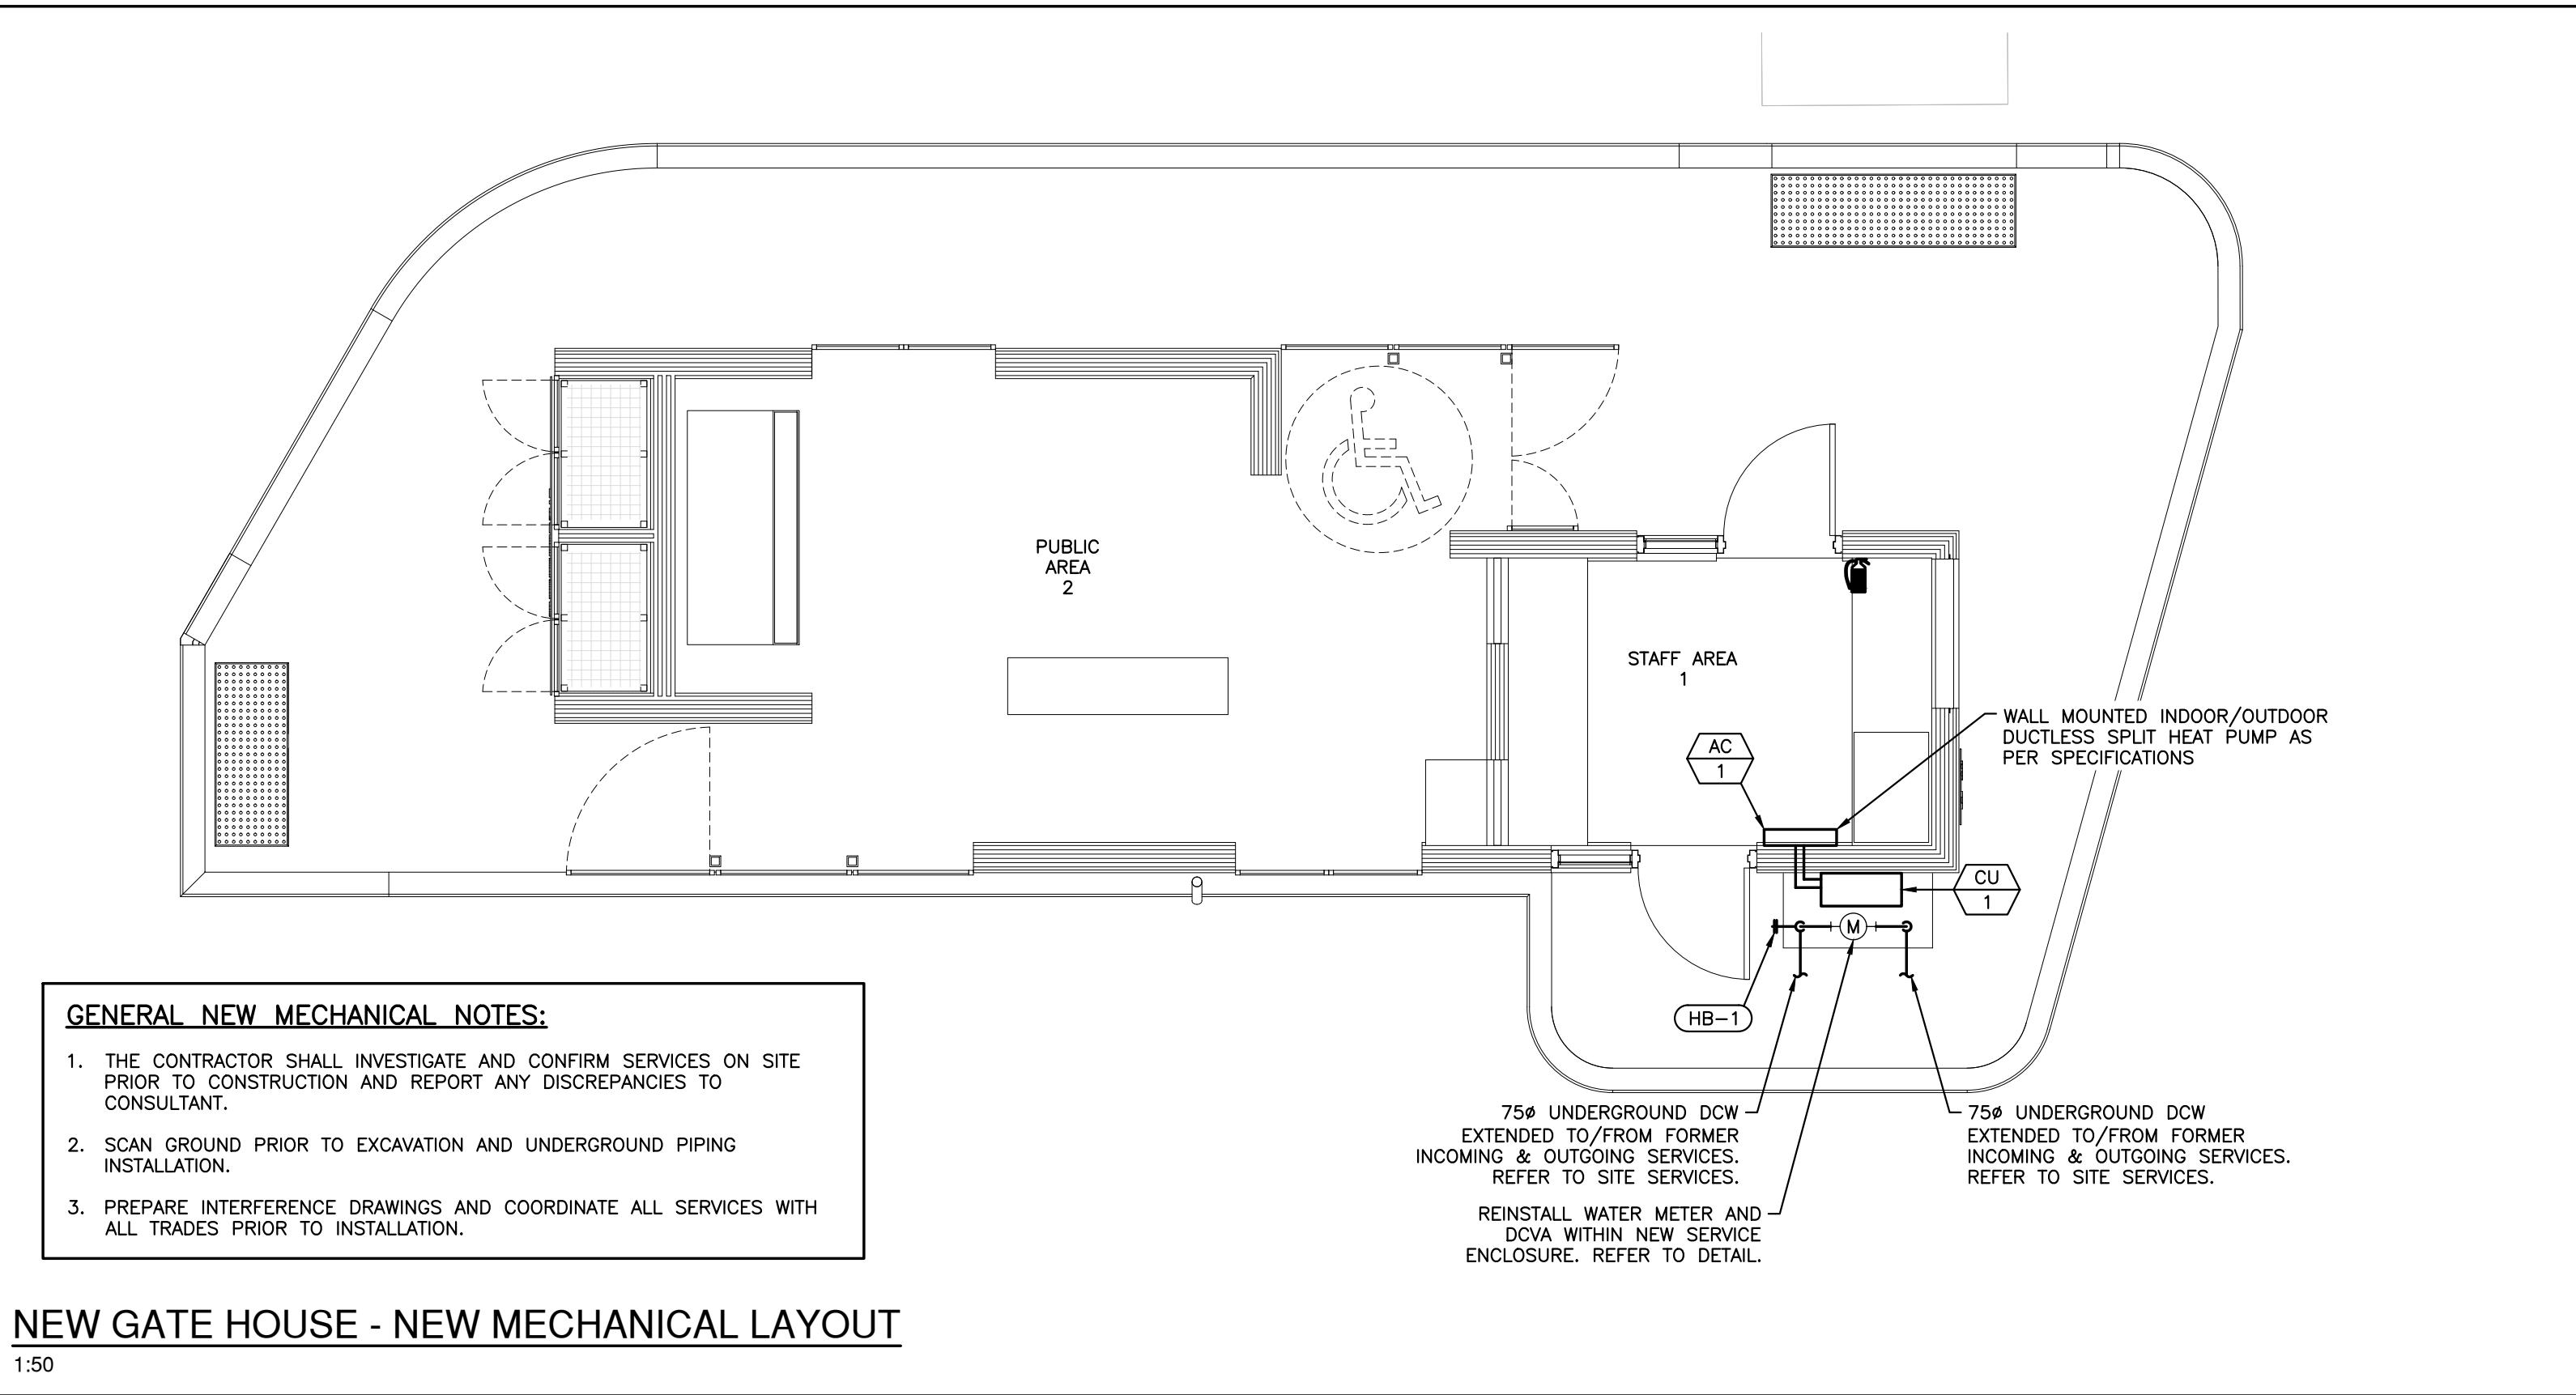 PUBLIC
AREA
2
STAFF AREA
1
WALL MOUNTED INDOOR/OUTDOOR
DUCTLESS SPLIT HEAT PUMP AS
PER SPECIFICATIONS
AC
1
CU
1
M
HB-1
GENERAL NEW MECHANICAL NOTES:
1. THE CONTRACTOR SHALL INVESTIGATE AND CONFIRM SERVICES ON SITE
PRIOR TO CONSTRUCTION AND REPORT ANY DISCREPANCIES TO
CONSULTANT.
2. SCAN GROUND PRIOR TO EXCAVATION AND UNDERGROUND PIPING
INSTALLATION.
3. PREPARE INTERFERENCE DRAWINGS AND COORDINATE ALL SERVICES WITH
ALL TRADES PRIOR TO INSTALLATION.
75ø UNDERGROUND DCW
EXTENDED TO/FROM FORMER
INCOMING & OUTGOING SERVICES.
REFER TO SITE SERVICES.
75ø UNDERGROUND DCW
EXTENDED TO/FROM FORMER
INCOMING & OUTGOING SERVICES.
REFER TO SITE SERVICES.
REINSTALL WATER METER AND
DCVA WITHIN NEW SERVICE
ENCLOSURE. REFER TO DETAIL.
NEW GATE HOUSE - NEW MECHANICAL LAYOUT
1:50